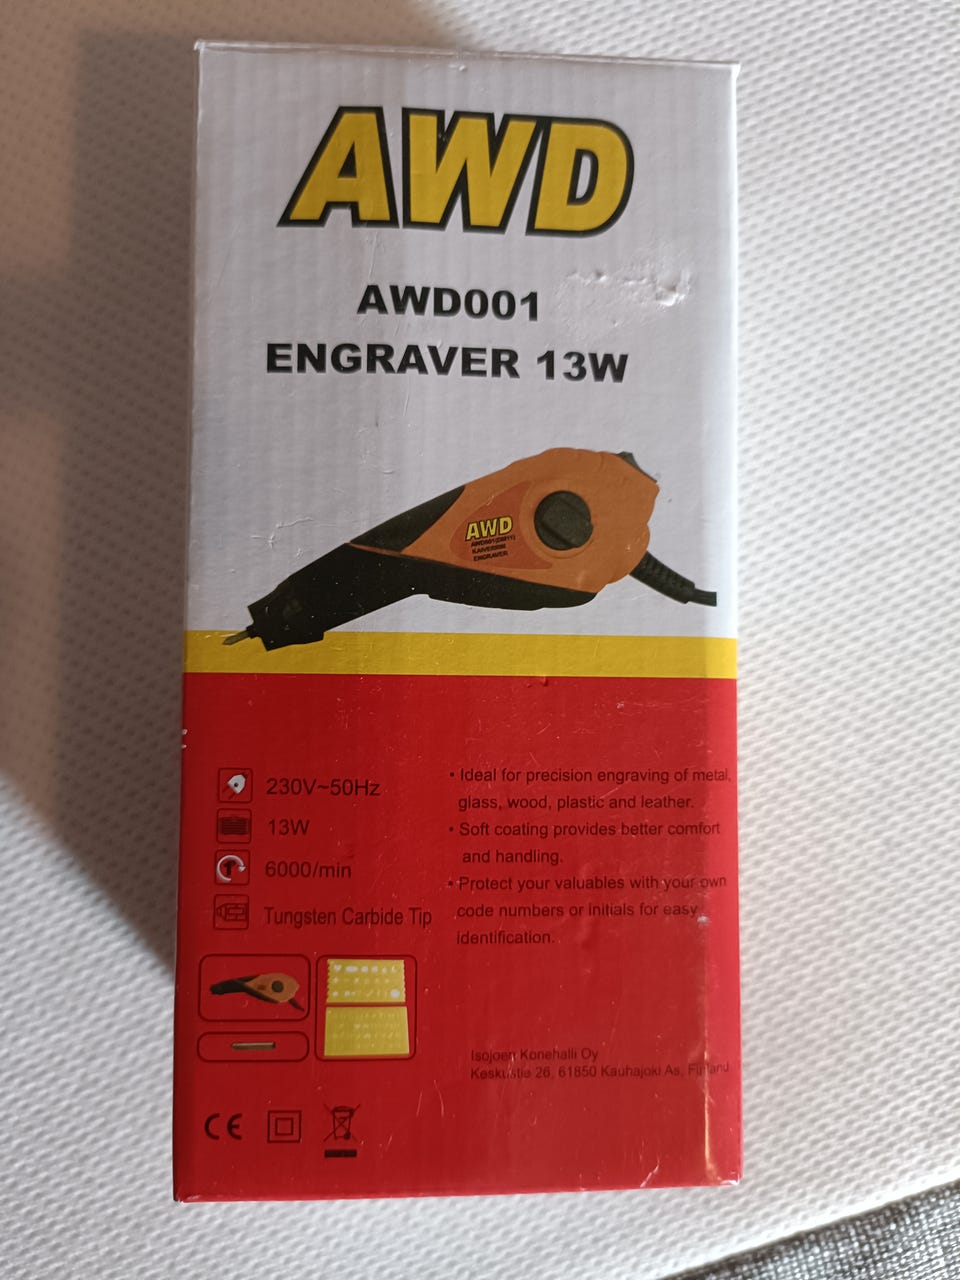 AWD
AWD001
ENGRAVER 13W
AWD
KAIVERRIN
ENGRAVER
230V~50Hz
13W
6000/min
Tungsten Carbide Tip
• Ideal for precision engraving of metal,
glass, wood, plastic and leather.
• Soft coating provides better comfort
and handling.
• Protect your valuables with your own
code numbers or initials for easy
identification.
Isojoen Konehalli Oy
Keskustie 26, 61850 Kauhajoki As, Finland
CE